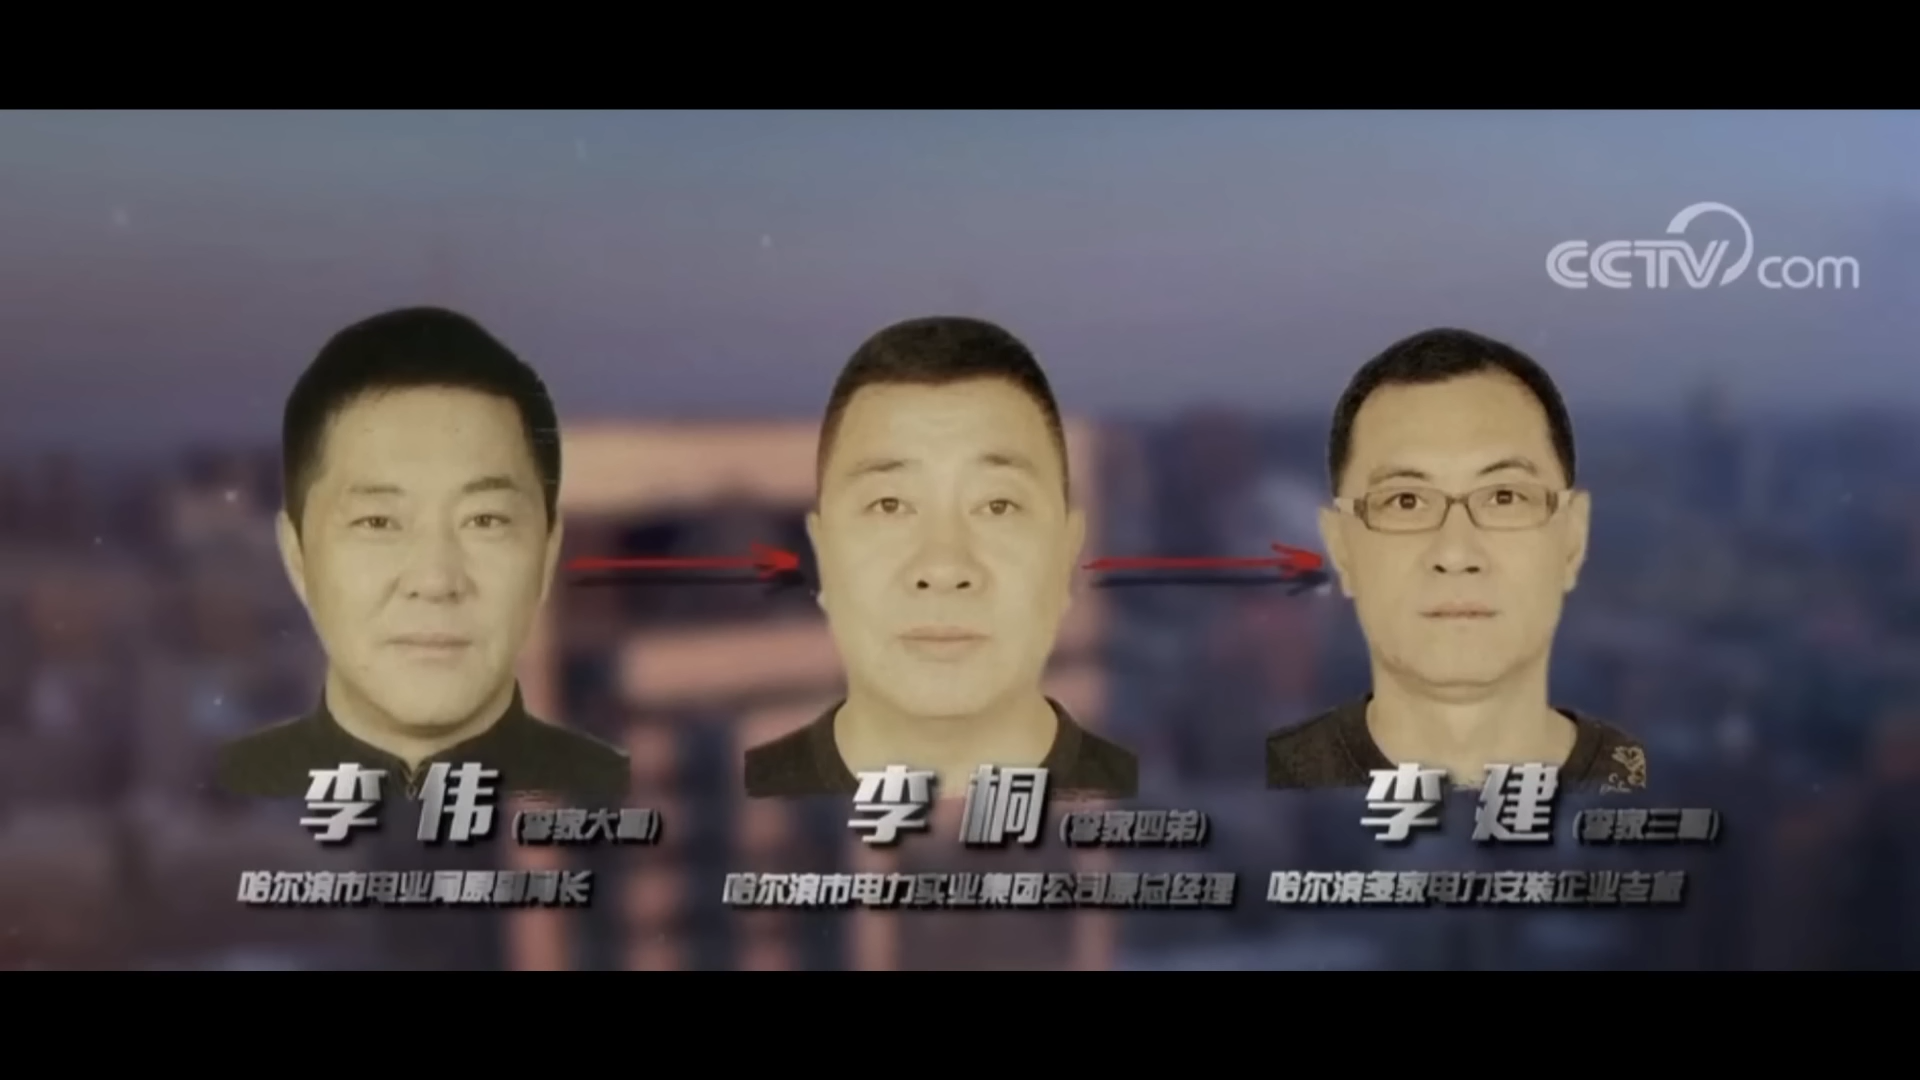 CCTV.com
李伟(李家大哥)
哈尔滨市电业局原副局长
李桐(李家四弟)
哈尔滨市电力实业集团公司原总经理
李建(李家三哥)
哈尔滨多家电力安装企业老板